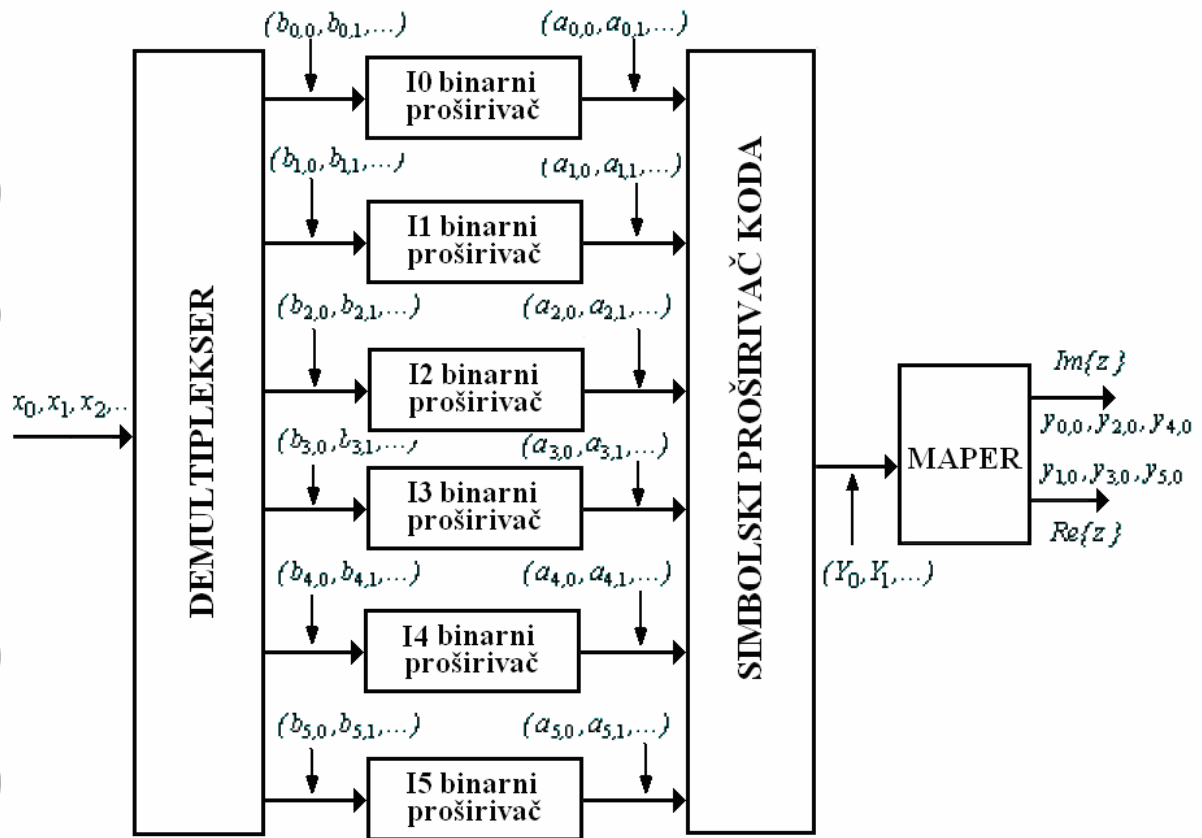 (b0,0, b0,1,...)
(a0,0, a0,1,...)
I0 binarni
proširivač
(b1,0, b1,1,...)
(a1,0, a1,1,...)
I1 binarni
proširivač
(b2,0, b2,1,...)
(a2,0, a2,1,...)
I2 binarni
proširivač
(b3,0, b3,1,...)
(a3,0, a3,1,...)
I3 binarni
proširivač
(b4,0, b4,1,...)
(a4,0, a4,1,...)
I4 binarni
proširivač
(b5,0, b5,1,...)
(a5,0, a5,1,...)
I5 binarni
proširivač
x0, x1, x2,..
DEMULTIPLEKSER
SIMBOLSKI PROŠIRIVAČ KODA
(Y0, Y1,...)
MAPER
Im{z}
y0,0, y2,0, y4,0
y1,0, y3,0, y5,0
Re{z}